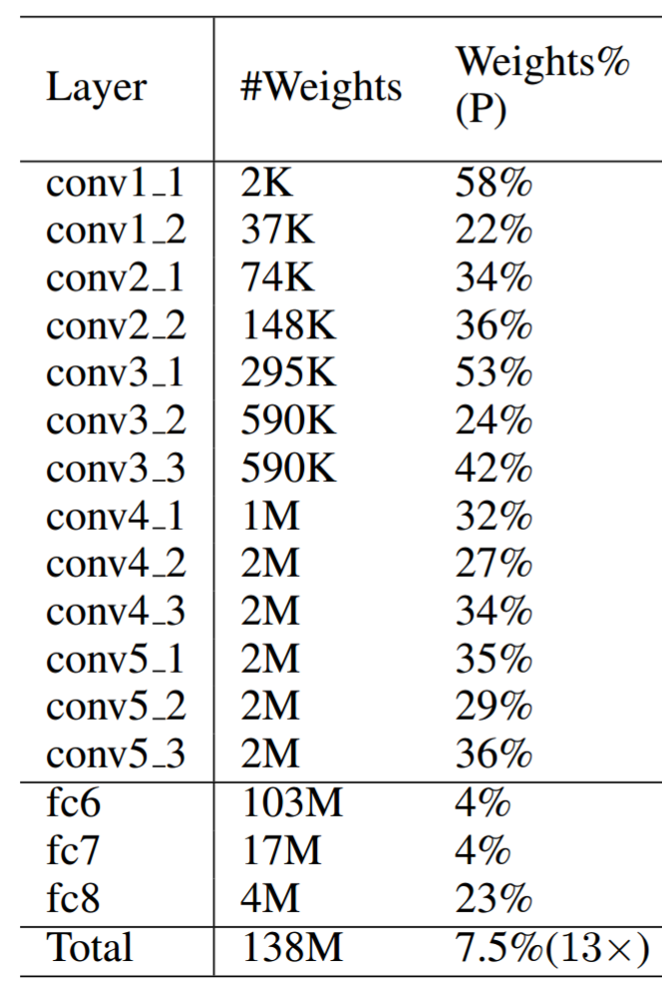 Layer #Weights Weights% (P)
conv1_1 2K 58%
conv1_2 37K 22%
conv2_1 74K 34%
conv2_2 148K 36%
conv3_1 295K 53%
conv3_2 590K 24%
conv3_3 590K 42%
conv4_1 1M 32%
conv4_2 2M 27%
conv4_3 2M 34%
conv5_1 2M 35%
conv5_2 2M 29%
conv5_3 2M 36%
fc6 103M 4%
fc7 17M 4%
fc8 4M 23%
Total 138M 7.5%(13×)